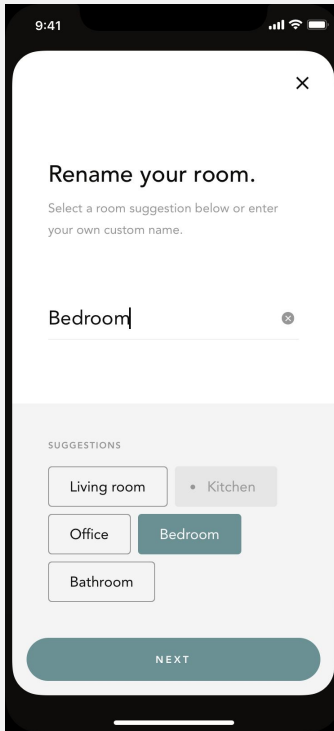 9:41
Rename your room.
Select a room suggestion below or enter
your own custom name.
Bedroom
SUGGESTIONS
Living room
• Kitchen
Office
Bedroom
Bathroom
NEXT